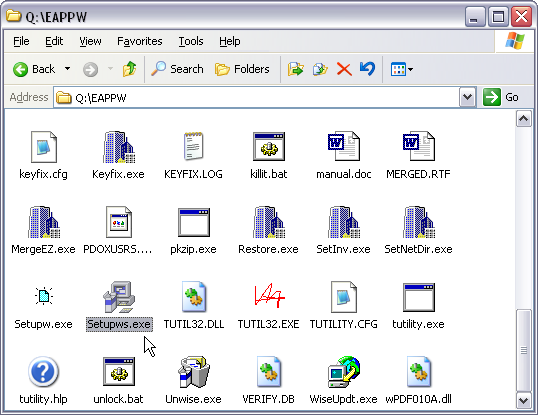 Q:\EAPPW
File Edit View Favorites Tools Help
Back Search Folders
Address Q:\EAPPW Go
keyfix.cfg Keyfix.exe KEYFIX.LOG killit.bat manual.doc MERGED.RTF
MergeEZ.exe PDOXUSRS.... pkzip.exe Restore.exe SetInv.exe SetNetDir.exe
Setupw.exe Setupws.exe TUTIL32.DLL TUTIL32.EXE TUTILITY.CFG tutility.exe
tutility.hlp unlock.bat Unwise.exe VERIFY.DB WiseUpdt.exe wPDF010A.dll